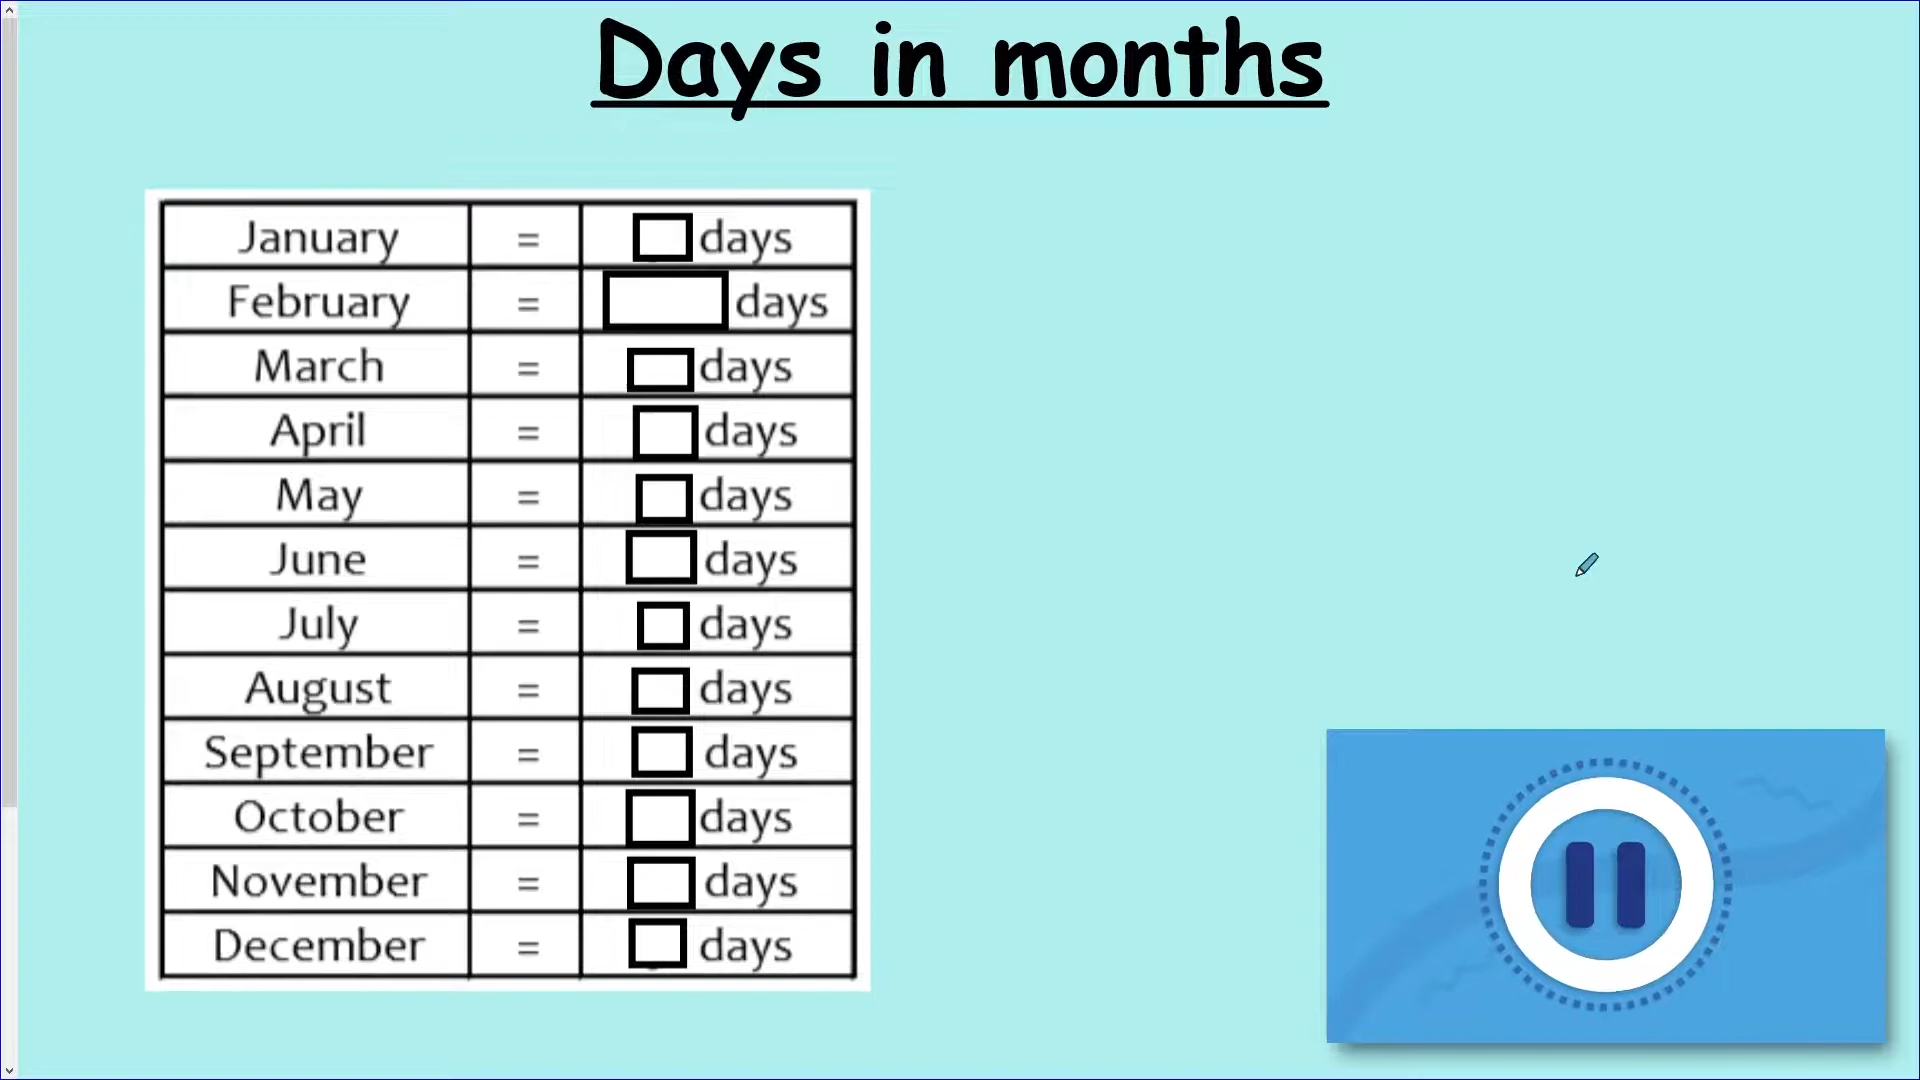 Days in months
January = days
February = days
March = days
April = days
May = days
June = days
July = days
August = days
September = days
October = days
November = days
December = days